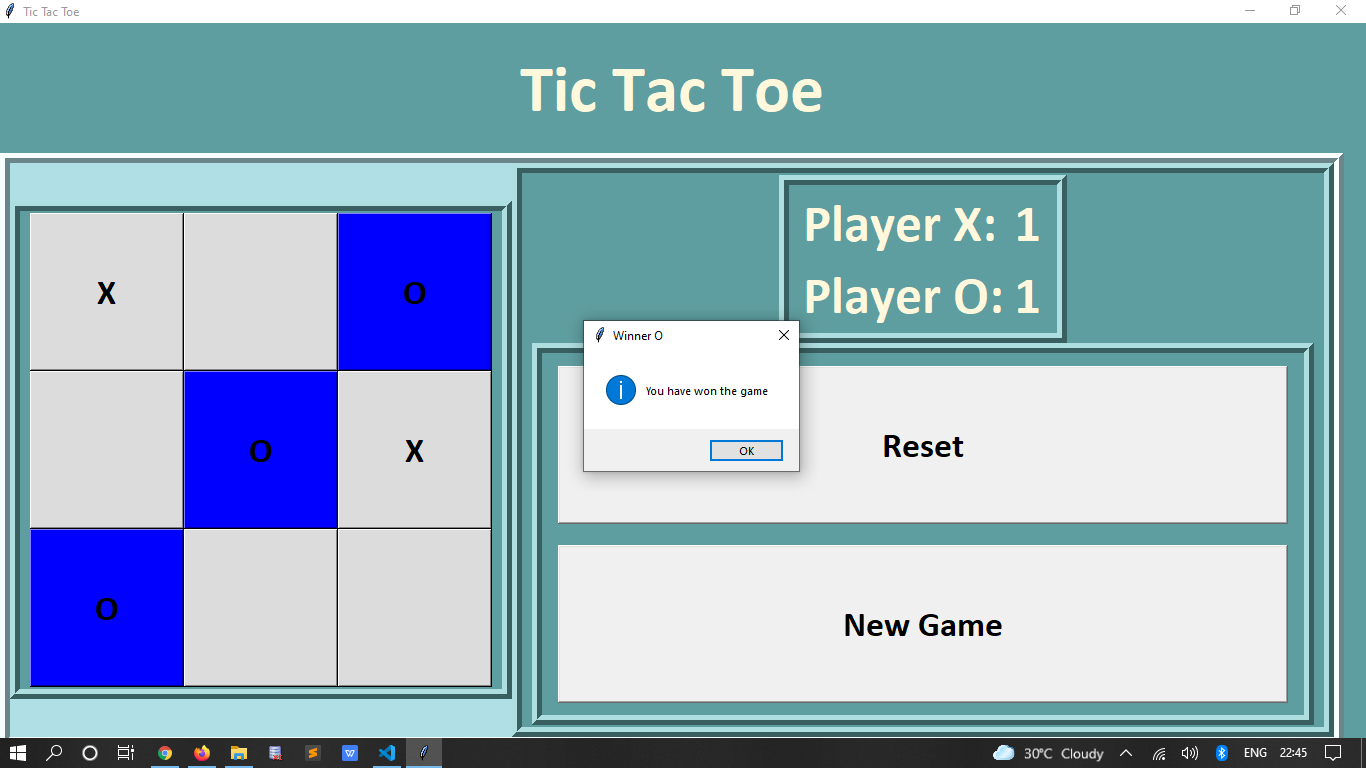 Tic Tac Toe
Tic Tac Toe
Player X: 1
Player O: 1
X O
O X
O
Winner O
You have won the game
OK
Reset
New Game
30°C Cloudy ENG 22:45